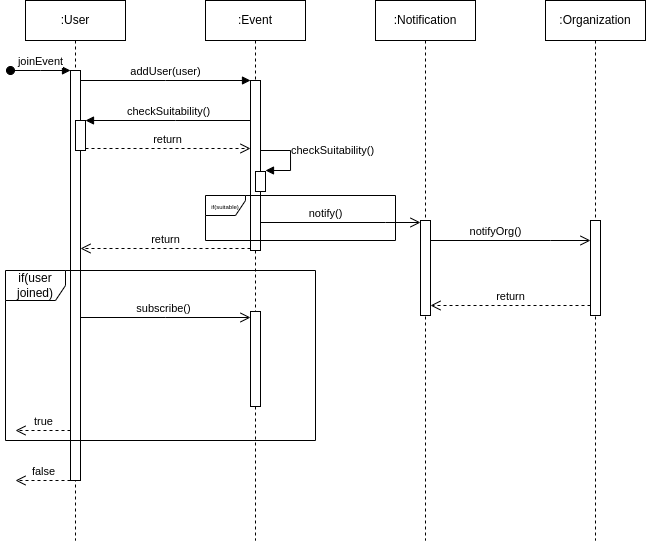 :User
:Event
:Notification
:Organization
joinEvent
addUser(user)
checkSuitability()
return
checkSuitability()
if(suitable)
notify()
notifyOrg()
return
if(user
joined)
return
subscribe()
true
false